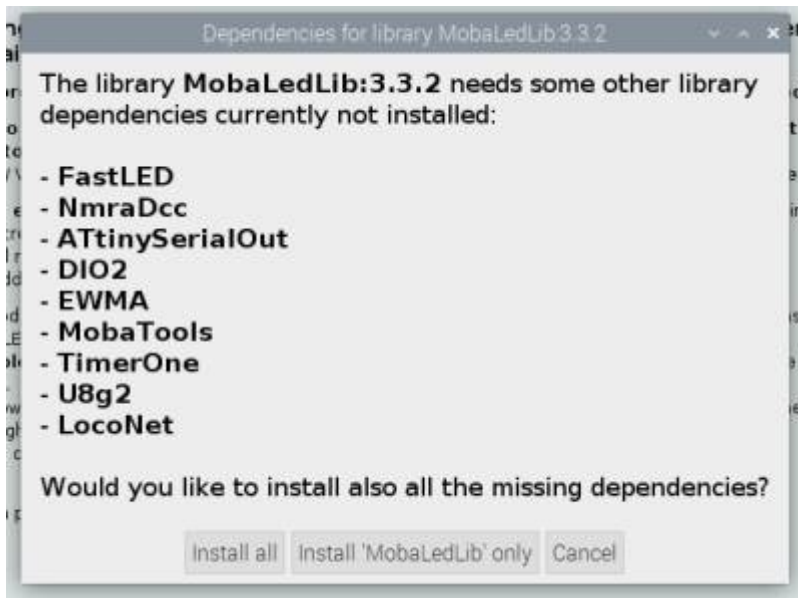 Dependencies for library MobaLedLib:3.3.2
The library MobaLedLib:3.3.2 needs some other library
dependencies currently not installed:
- FastLED
- NmraDcc
- ATtinySerialOut
- DIO2
- EWMA
- MobaTools
- TimerOne
- U8g2
- LocoNet
Would you like to install also all the missing dependencies?
Install all Install 'MobaLedLib' only Cancel